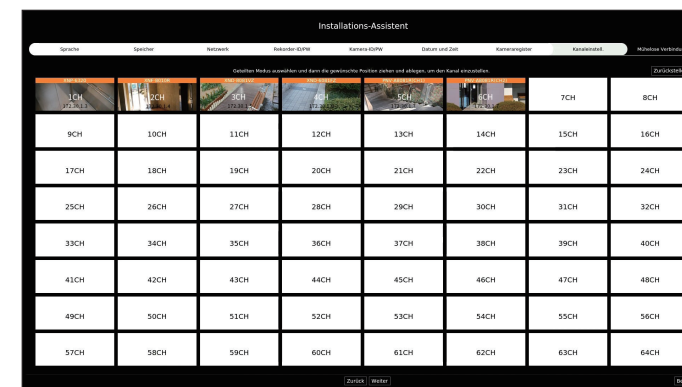 Installations-Assistent
Sprache Speicher Netzwerk Rekorder-ID/PW Kamera-ID/PW Datum und Zeit Kameraregister Kanaleinstell. Mühelose Verbindu
Geteilten Modus auswählen und dann die gewünschte Position ziehen und ablegen, um den Kanal einzustellen. Zurückstelle
1CH 2CH 3CH 4CH 5CH 6CH 7CH 8CH
9CH 10CH 11CH 12CH 13CH 14CH 15CH 16CH
17CH 18CH 19CH 20CH 21CH 22CH 23CH 24CH
25CH 26CH 27CH 28CH 29CH 30CH 31CH 32CH
33CH 34CH 35CH 36CH 37CH 38CH 39CH 40CH
41CH 42CH 43CH 44CH 45CH 46CH 47CH 48CH
49CH 50CH 51CH 52CH 53CH 54CH 55CH 56CH
57CH 58CH 59CH 60CH 61CH 62CH 63CH 64CH
Zurück Weiter